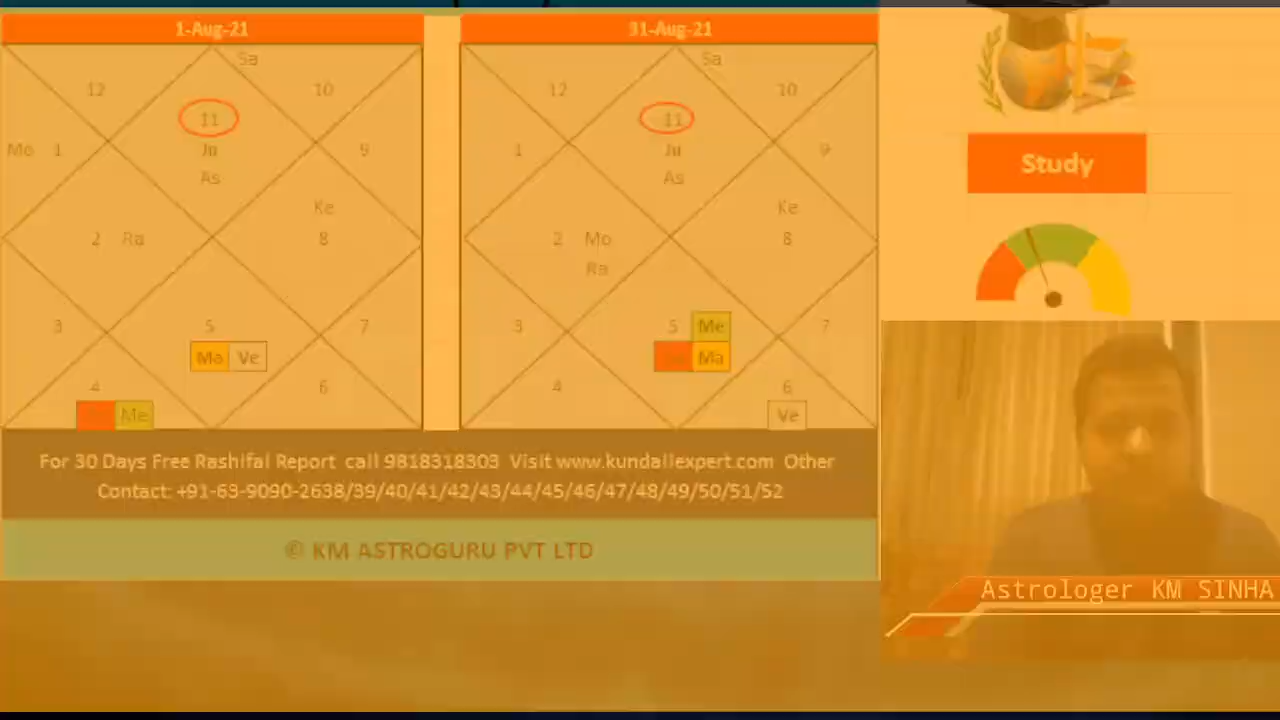 1-Aug-21
Sa
12
10
11
Mo 1
Ju
9
As
Ke
2 Ra
8
3
5
7
Ma Ve
4
6
Me
31-Aug-21
Sa
12
10
11
1
Ju
9
As
Ke
2 Mo
8
Ra
3
5 Me
7
Ma
4
6
Ve
Study
For 30 Days Free Rashifal Report call 9818318303 Visit www.kundaliexpert.com Other
Contact: +91-63-9090-2638/39/40/41/42/43/44/45/46/47/48/49/50/51/52
© KM ASTROGURU PVT LTD
Astrologer KM SINHA